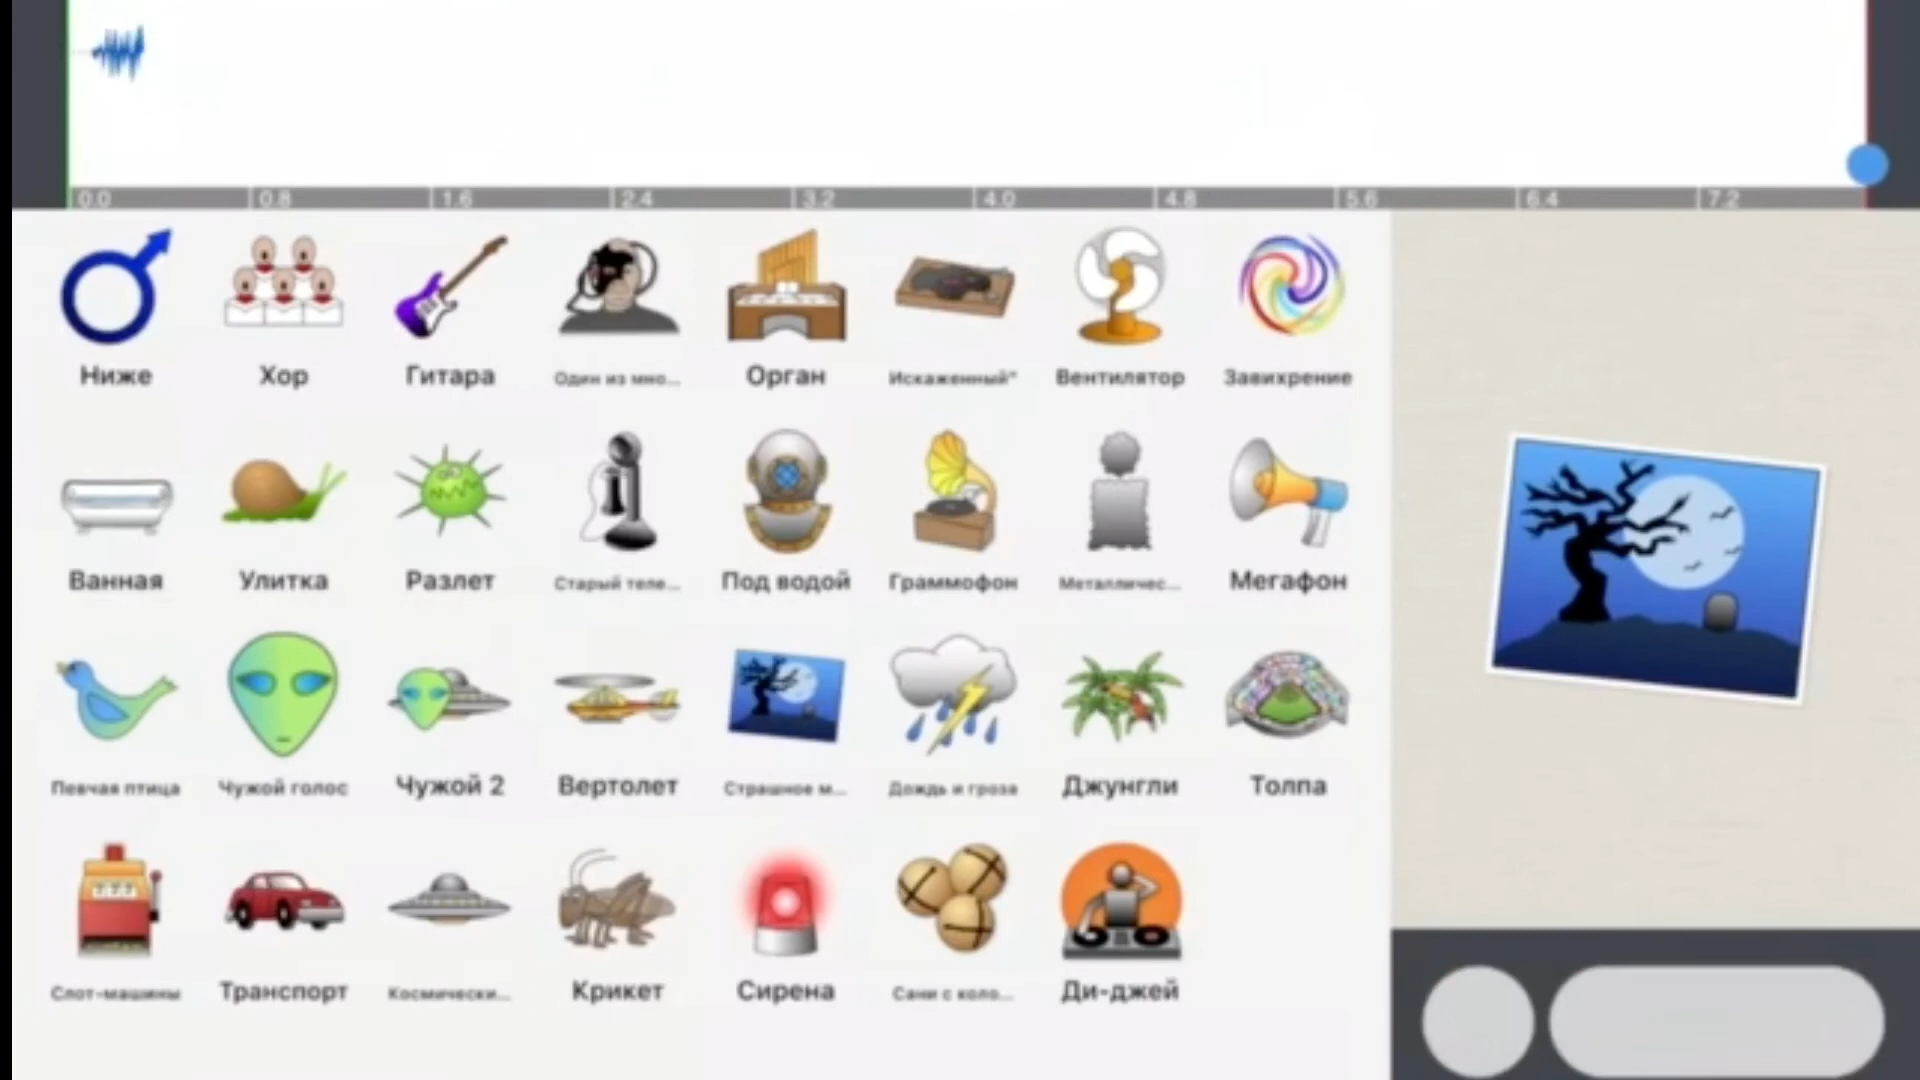 0.0 0.8 1.6 2.4 3.2 4.0 4.8 5.6 6.4 7.2
Ниже Хор Гитара Один из мно... Орган Искаженный" Вентилятор Завихрение
Ванная Улитка Разлет Старый теле... Под водой Граммофон Металличес... Мегафон
Певчая птица Чужой голос Чужой 2 Вертолет Страшное м... Дождь и гроза Джунгли Толпа
Слот-машины Транспорт Космически... Крикет Сирена Сани с коло... Ди-джей